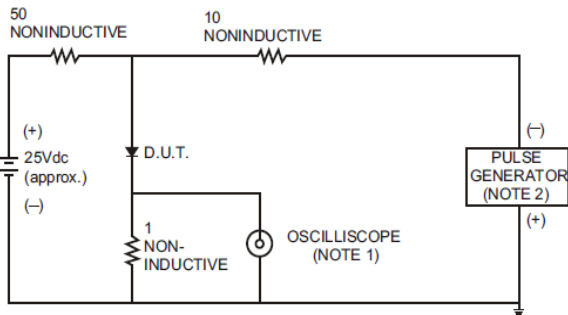 50
NONINDUCTIVE
10
NONINDUCTIVE
(+)
25Vdc
(approx.)
(–)
D.U.T.
1
NON-
INDUCTIVE
OSCILLISCOPE
(NOTE 1)
(–)
PULSE
GENERATOR
(NOTE 2)
(+)